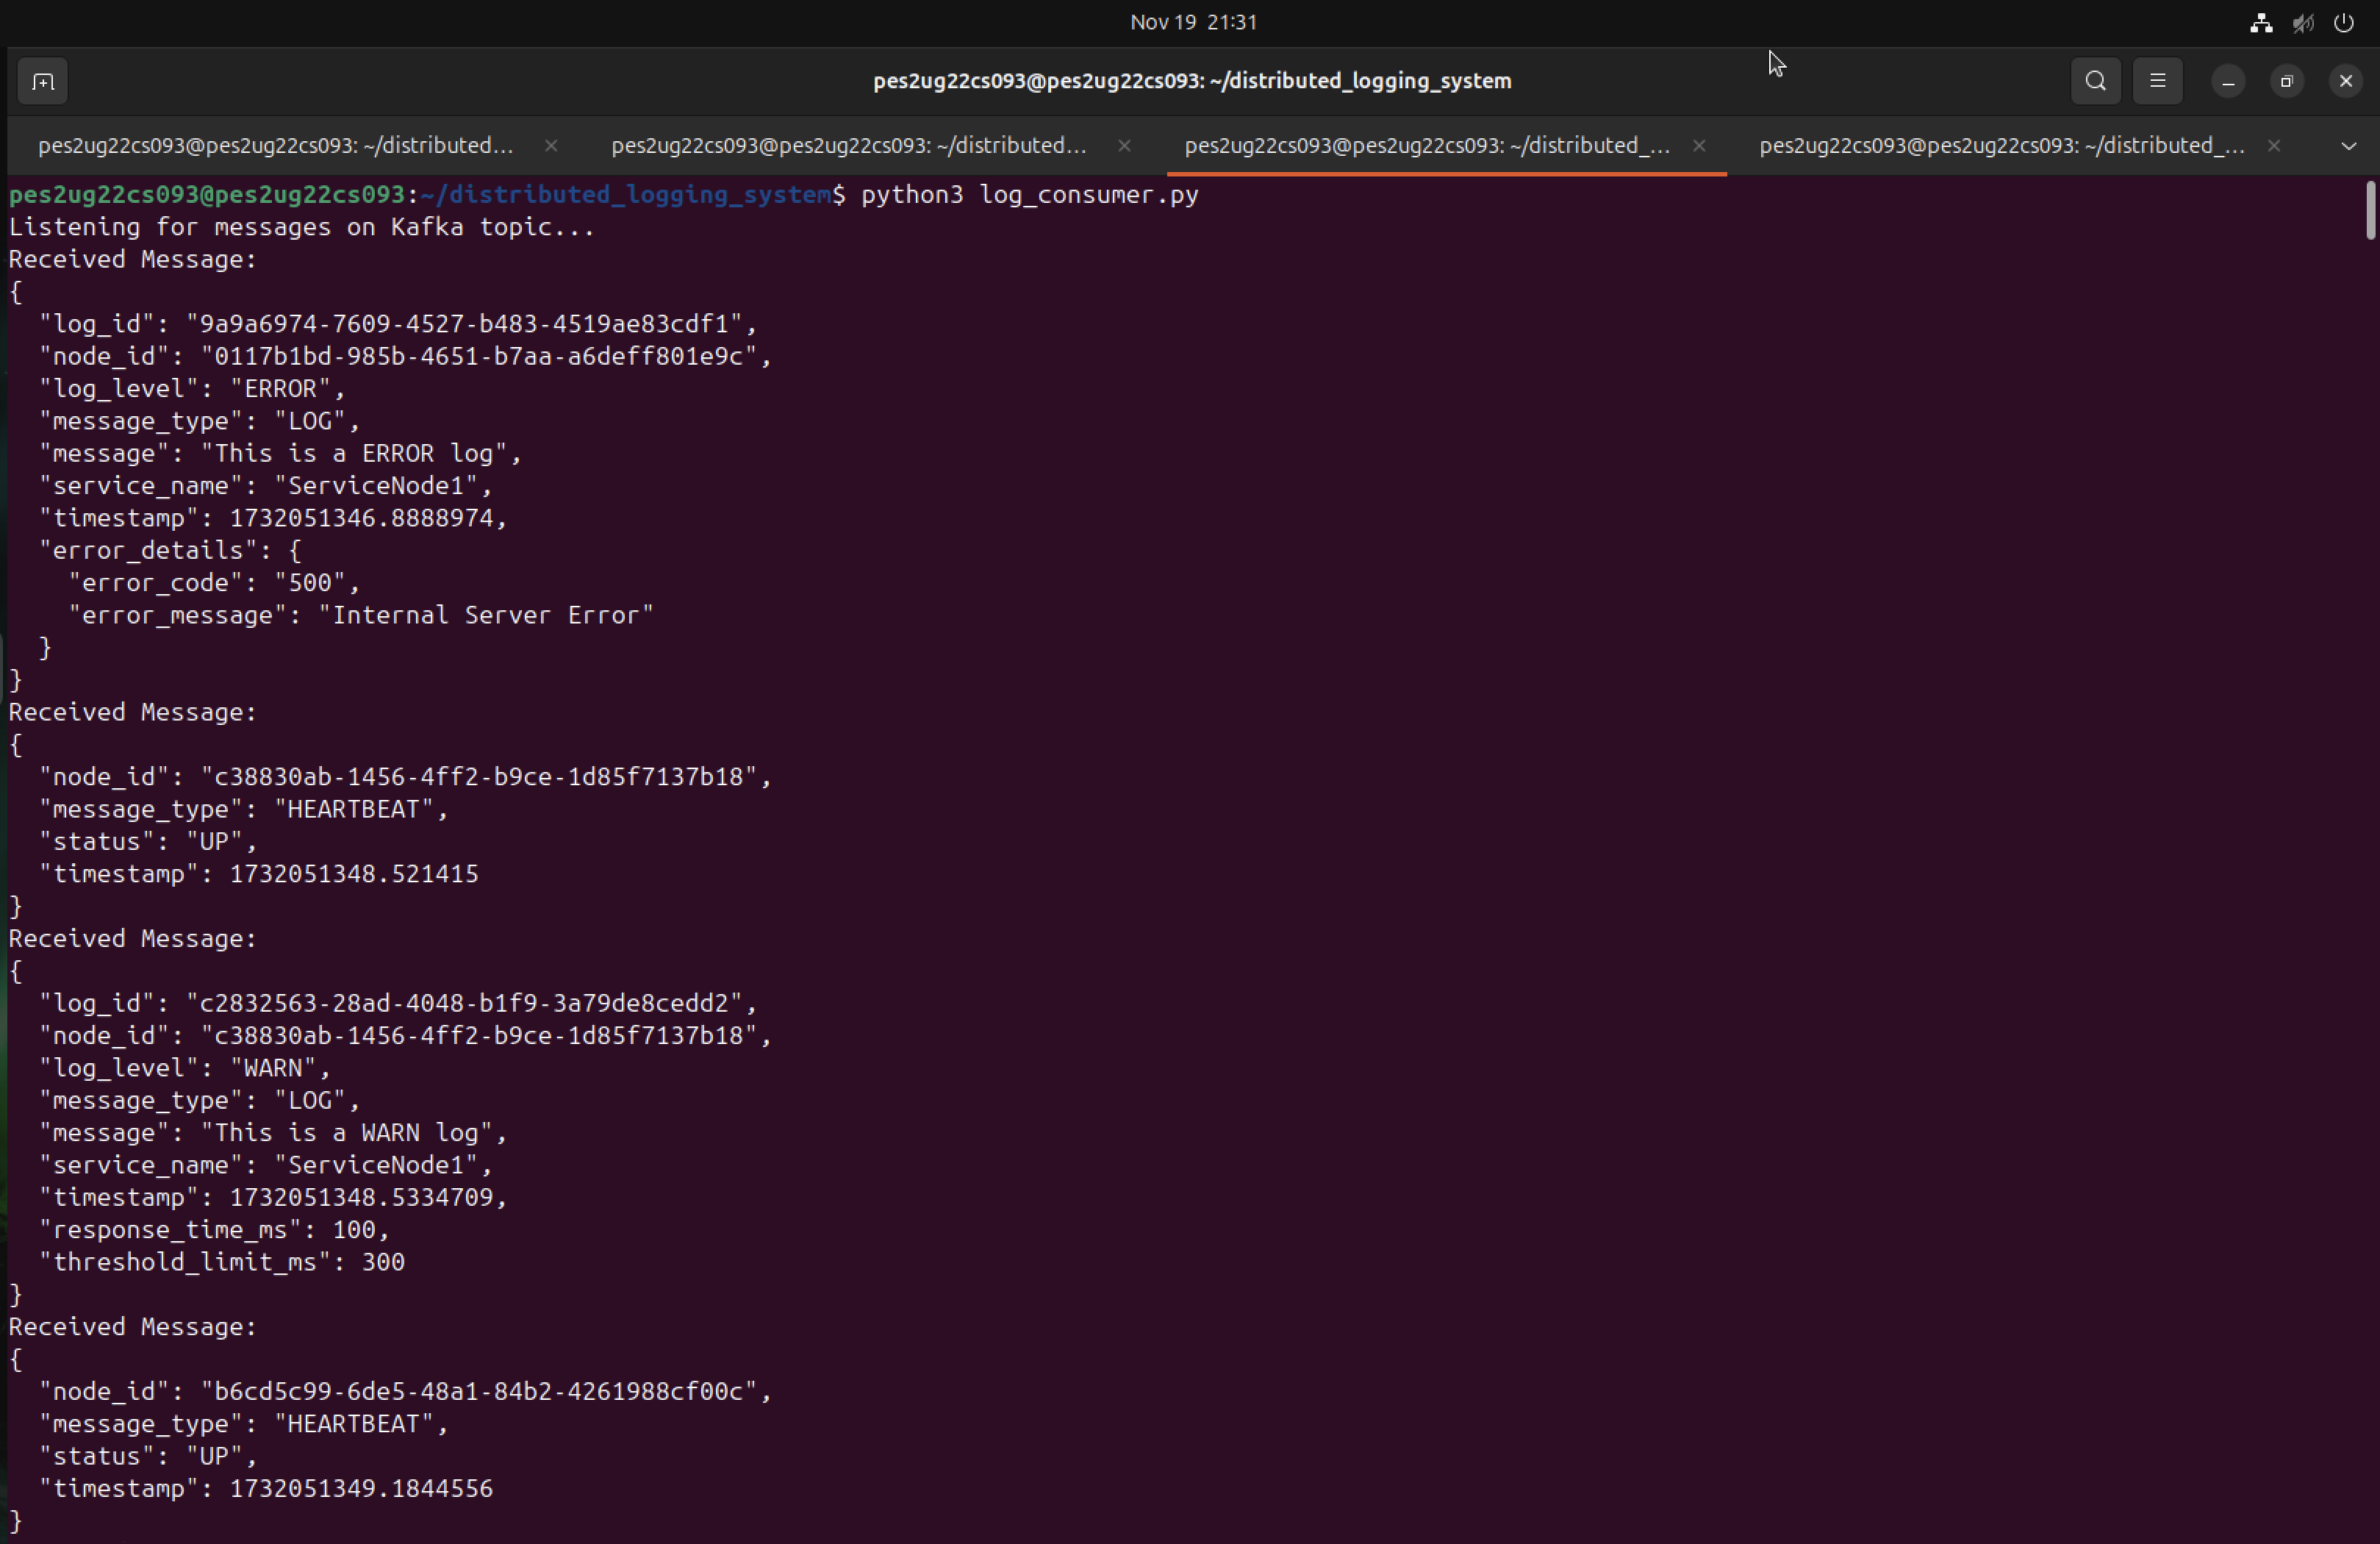 Nov 19 21:31
pes2ug22cs093@pes2ug22cs093: ~/distributed_logging_system
pes2ug22cs093@pes2ug22cs093: ~/distributed... pes2ug22cs093@pes2ug22cs093: ~/distributed... pes2ug22cs093@pes2ug22cs093: ~/distributed_... pes2ug22cs093@pes2ug22cs093: ~/distributed_...
pes2ug22cs093@pes2ug22cs093:~/distributed_logging_system$ python3 log_consumer.py
Listening for messages on Kafka topic...
Received Message:
{
  "log_id": "9a9a6974-7609-4527-b483-4519ae83cdf1",
  "node_id": "0117b1bd-985b-4651-b7aa-a6deff801e9c",
  "log_level": "ERROR",
  "message_type": "LOG",
  "message": "This is a ERROR log",
  "service_name": "ServiceNode1",
  "timestamp": 1732051346.8888974,
  "error_details": {
    "error_code": "500",
    "error_message": "Internal Server Error"
  }
}
Received Message:
{
  "node_id": "c38830ab-1456-4ff2-b9ce-1d85f7137b18",
  "message_type": "HEARTBEAT",
  "status": "UP",
  "timestamp": 1732051348.521415
}
Received Message:
{
  "log_id": "c2832563-28ad-4048-b1f9-3a79de8cedd2",
  "node_id": "c38830ab-1456-4ff2-b9ce-1d85f7137b18",
  "log_level": "WARN",
  "message_type": "LOG",
  "message": "This is a WARN log",
  "service_name": "ServiceNode1",
  "timestamp": 1732051348.5334709,
  "response_time_ms": 100,
  "threshold_limit_ms": 300
}
Received Message:
{
  "node_id": "b6cd5c99-6de5-48a1-84b2-4261988cf00c",
  "message_type": "HEARTBEAT",
  "status": "UP",
  "timestamp": 1732051349.1844556
}